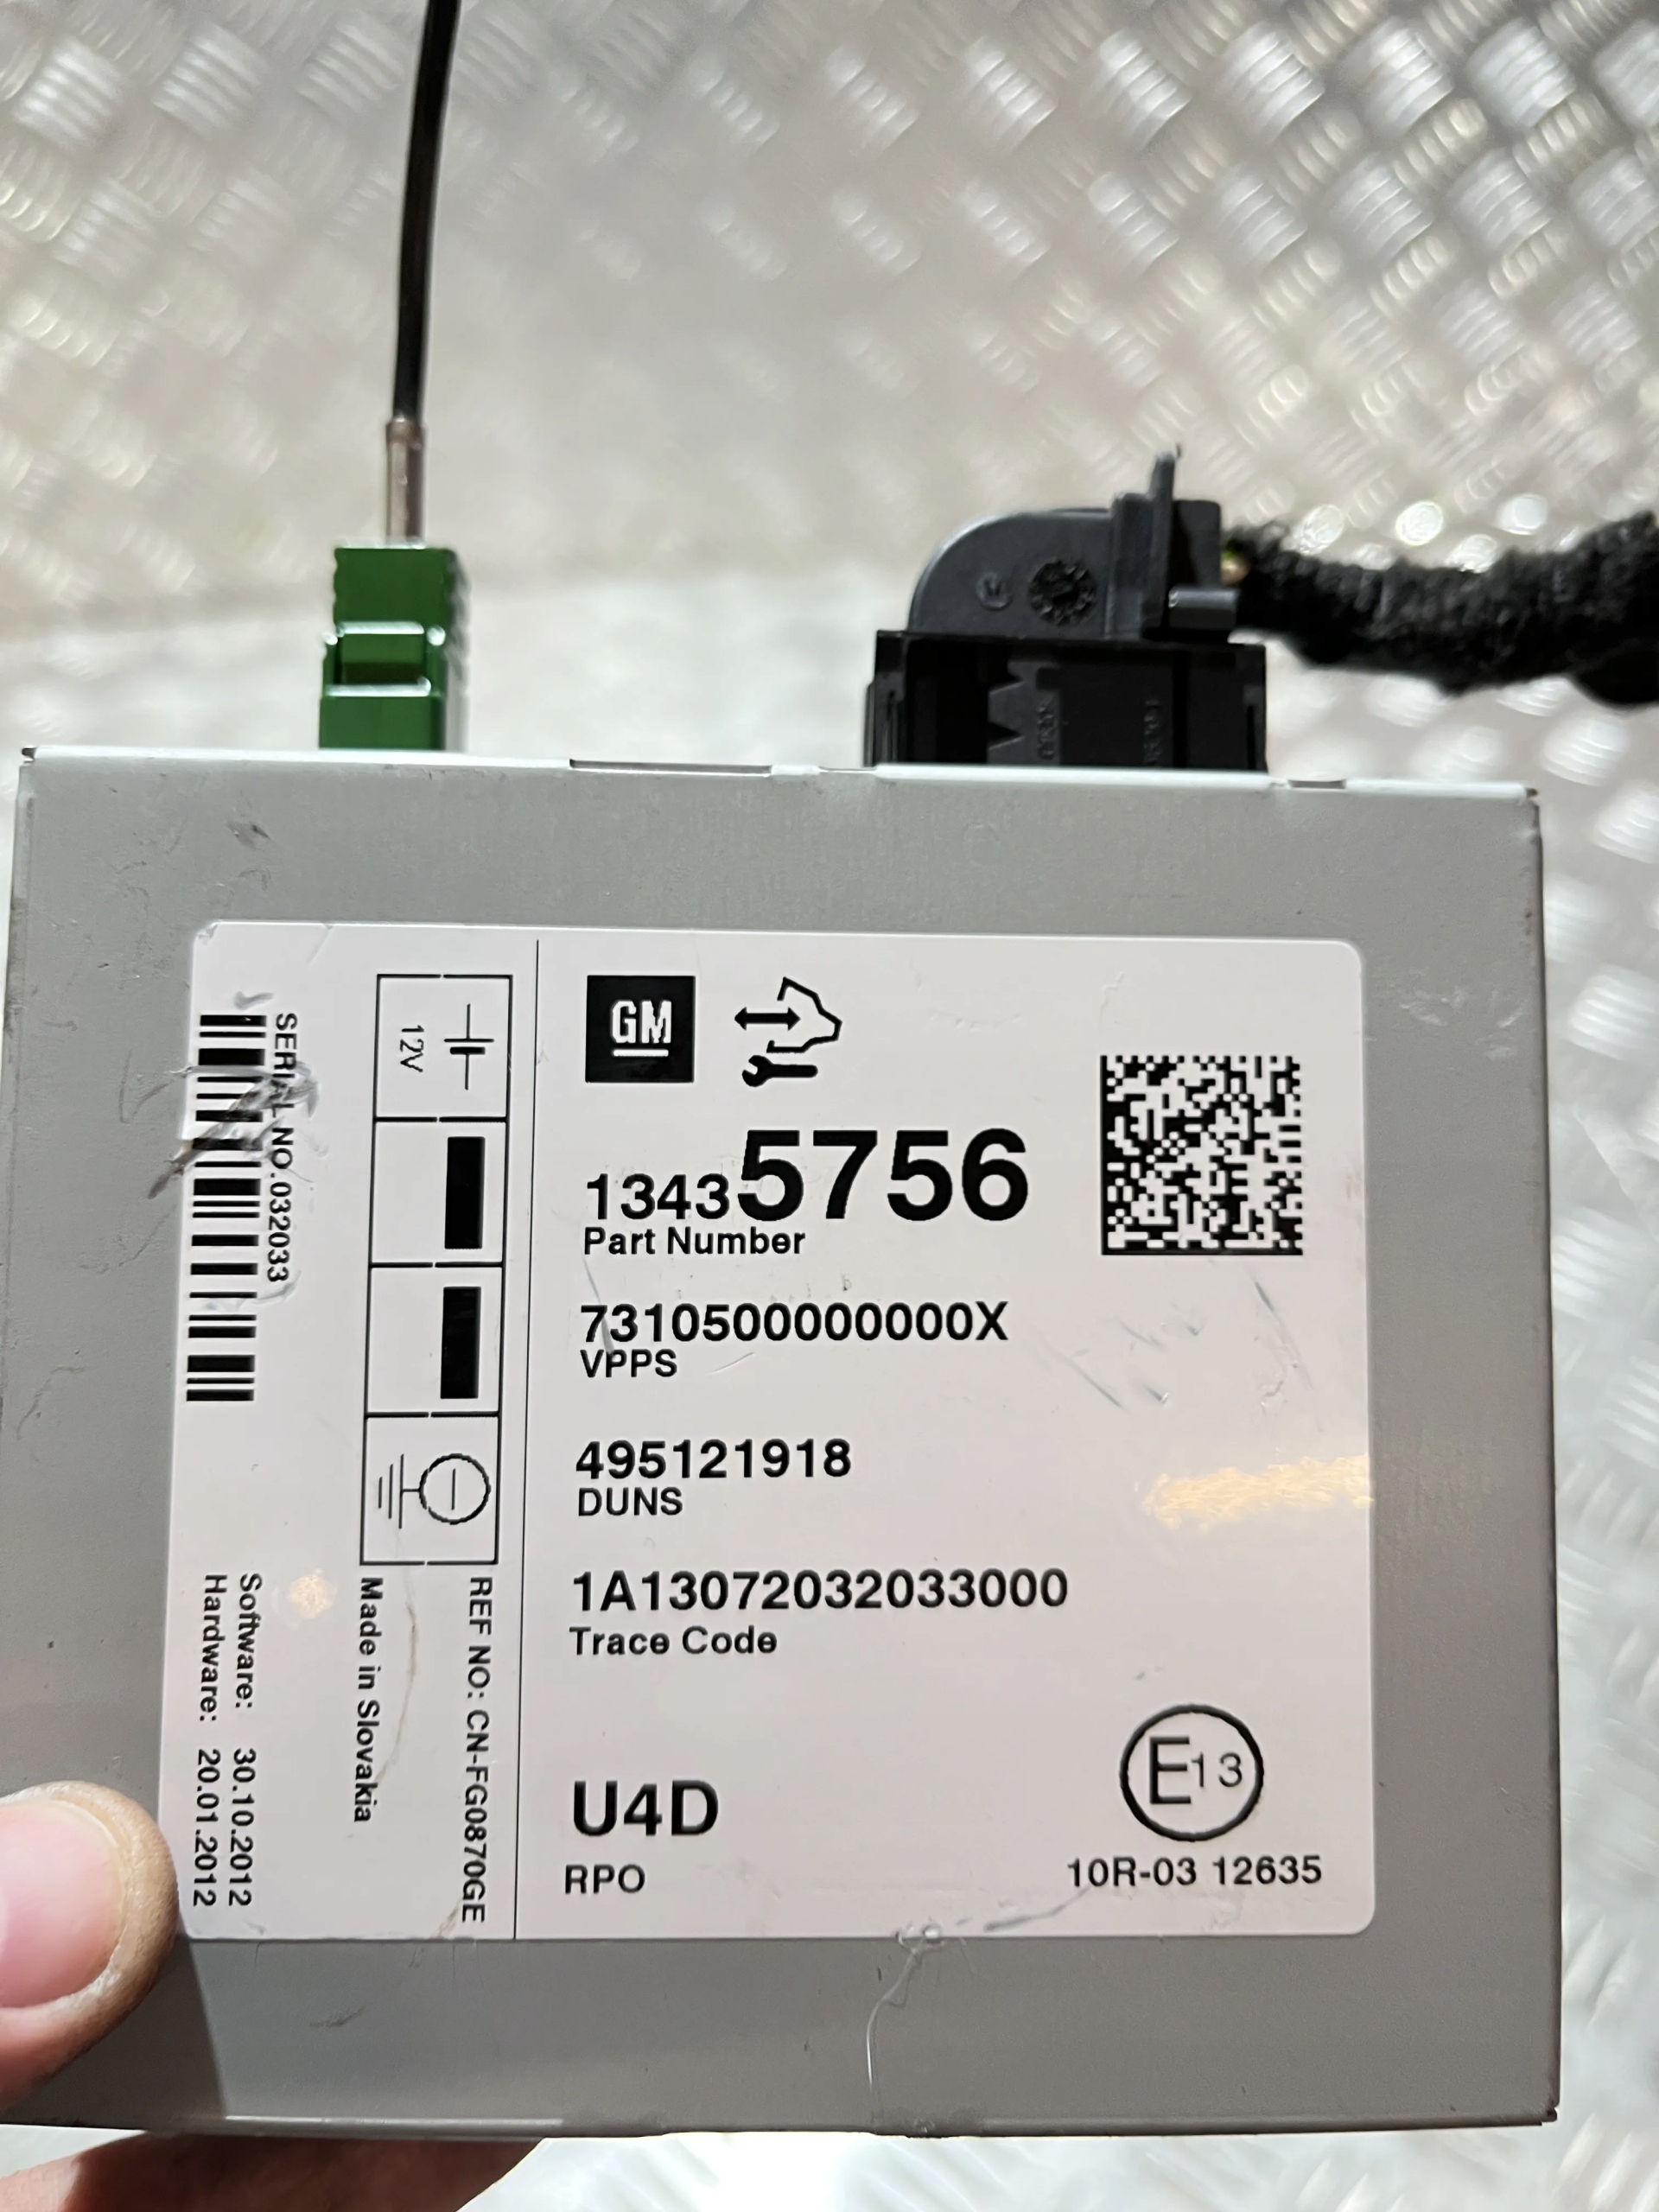 GM
13435756
Part Number
7310500000000X
VPPS
495121918
DUNS
1A13072032033000
Trace Code
U4D
RPO
E13
10R-03 12635
12V
REF NO: CN-FG0870GE
Made in Slovakia
SERIAL NO.032033
Software: 30.10.2012
Hardware: 20.01.2012